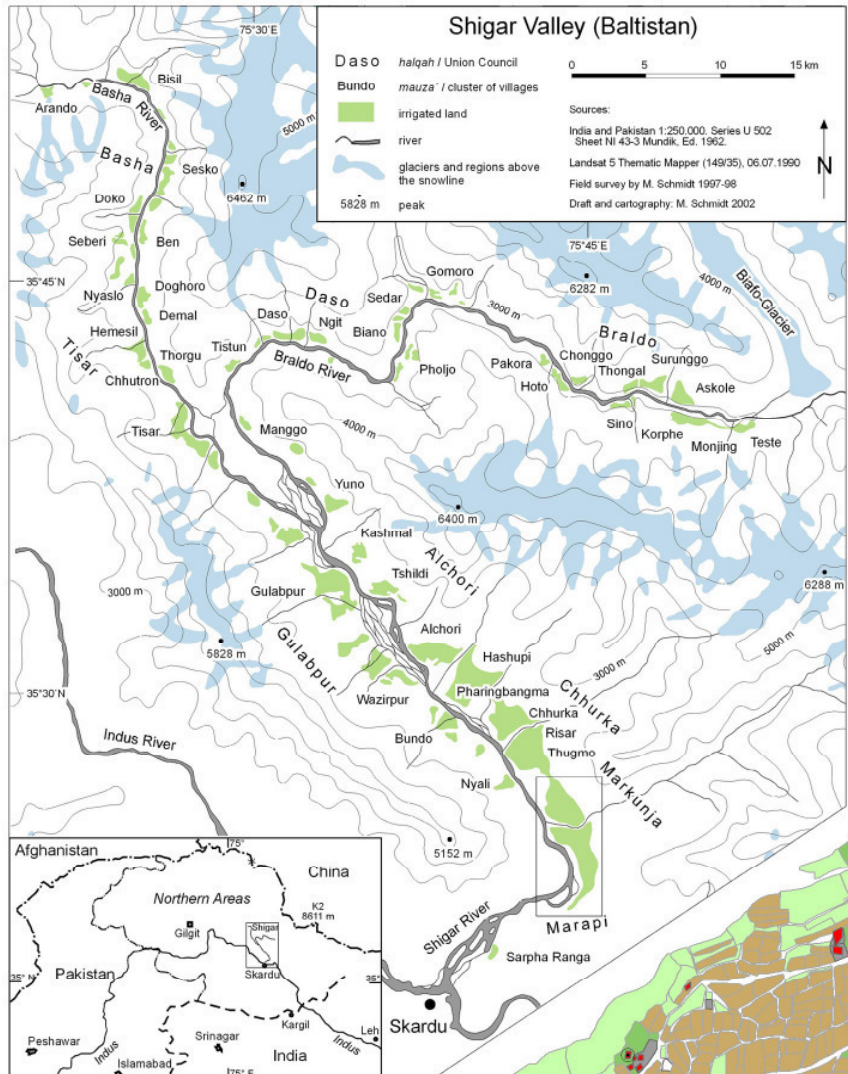 Shigar Valley (Baltistan)
Daso halqah / Union Council
Bundo mauza´ / cluster of villages
irrigated land
river
glaciers and regions above
the snowline
5828 m peak
0 5 10 15 km
Sources:
India and Pakistan 1:250.000. Series U 502
Sheet NI 43-3 Mundik, Ed. 1962.
Landsat 5 Thematic Mapper (149/35), 06.07.1990
Field survey by M. Schmidt 1997-98
Draft and cartography: M. Schmidt 2002
N
75°30´
Bisil
Arando
Basha River
5000 m
Basha
Sesko
6462 m
Doko
Seberi
Ben
75°45´E
35°45´N
Nyaslo
Doghoro
Demal
Hemesil
Tisar
Thorgu
Chhutron
Tisar
Daso
Gomoro
Sedar
3000 m
6282 m
4000 m
Biafo-Glacier
Daso
Ngit
Biano
Tistun
Braldo River
Pholjo
Braldo
Pakora
Chonggo
Surunggo
Thongal
Hoto
Askole
Sino
Korphe
Monjing
Teste
4000 m
Manggo
Yuno
6400 m
Kashmal
Alchori
6288 m
3000 m
Tshildi
Gulabpur
5828 m
Gulabpur
Alchori
Hashupi
3000 m
5000 m
35°30´N
Wazirpur
Pharingbangma
Chhurka
Chhurka
Risar
Bundo
Thugmo
Markunja
Indus River
Nyali
5152 m
Shigar River
Marapi
Sarpha Ranga
Skardu
Afghanistan
75°
China
Northern Areas
K2
8611 m
Gilgit
Shigar
35° N
Pakistan
Skardu
35°
Kargil
Leh
Peshawar
Indus
Srinagar
Indus
Islamabad
India
75° E